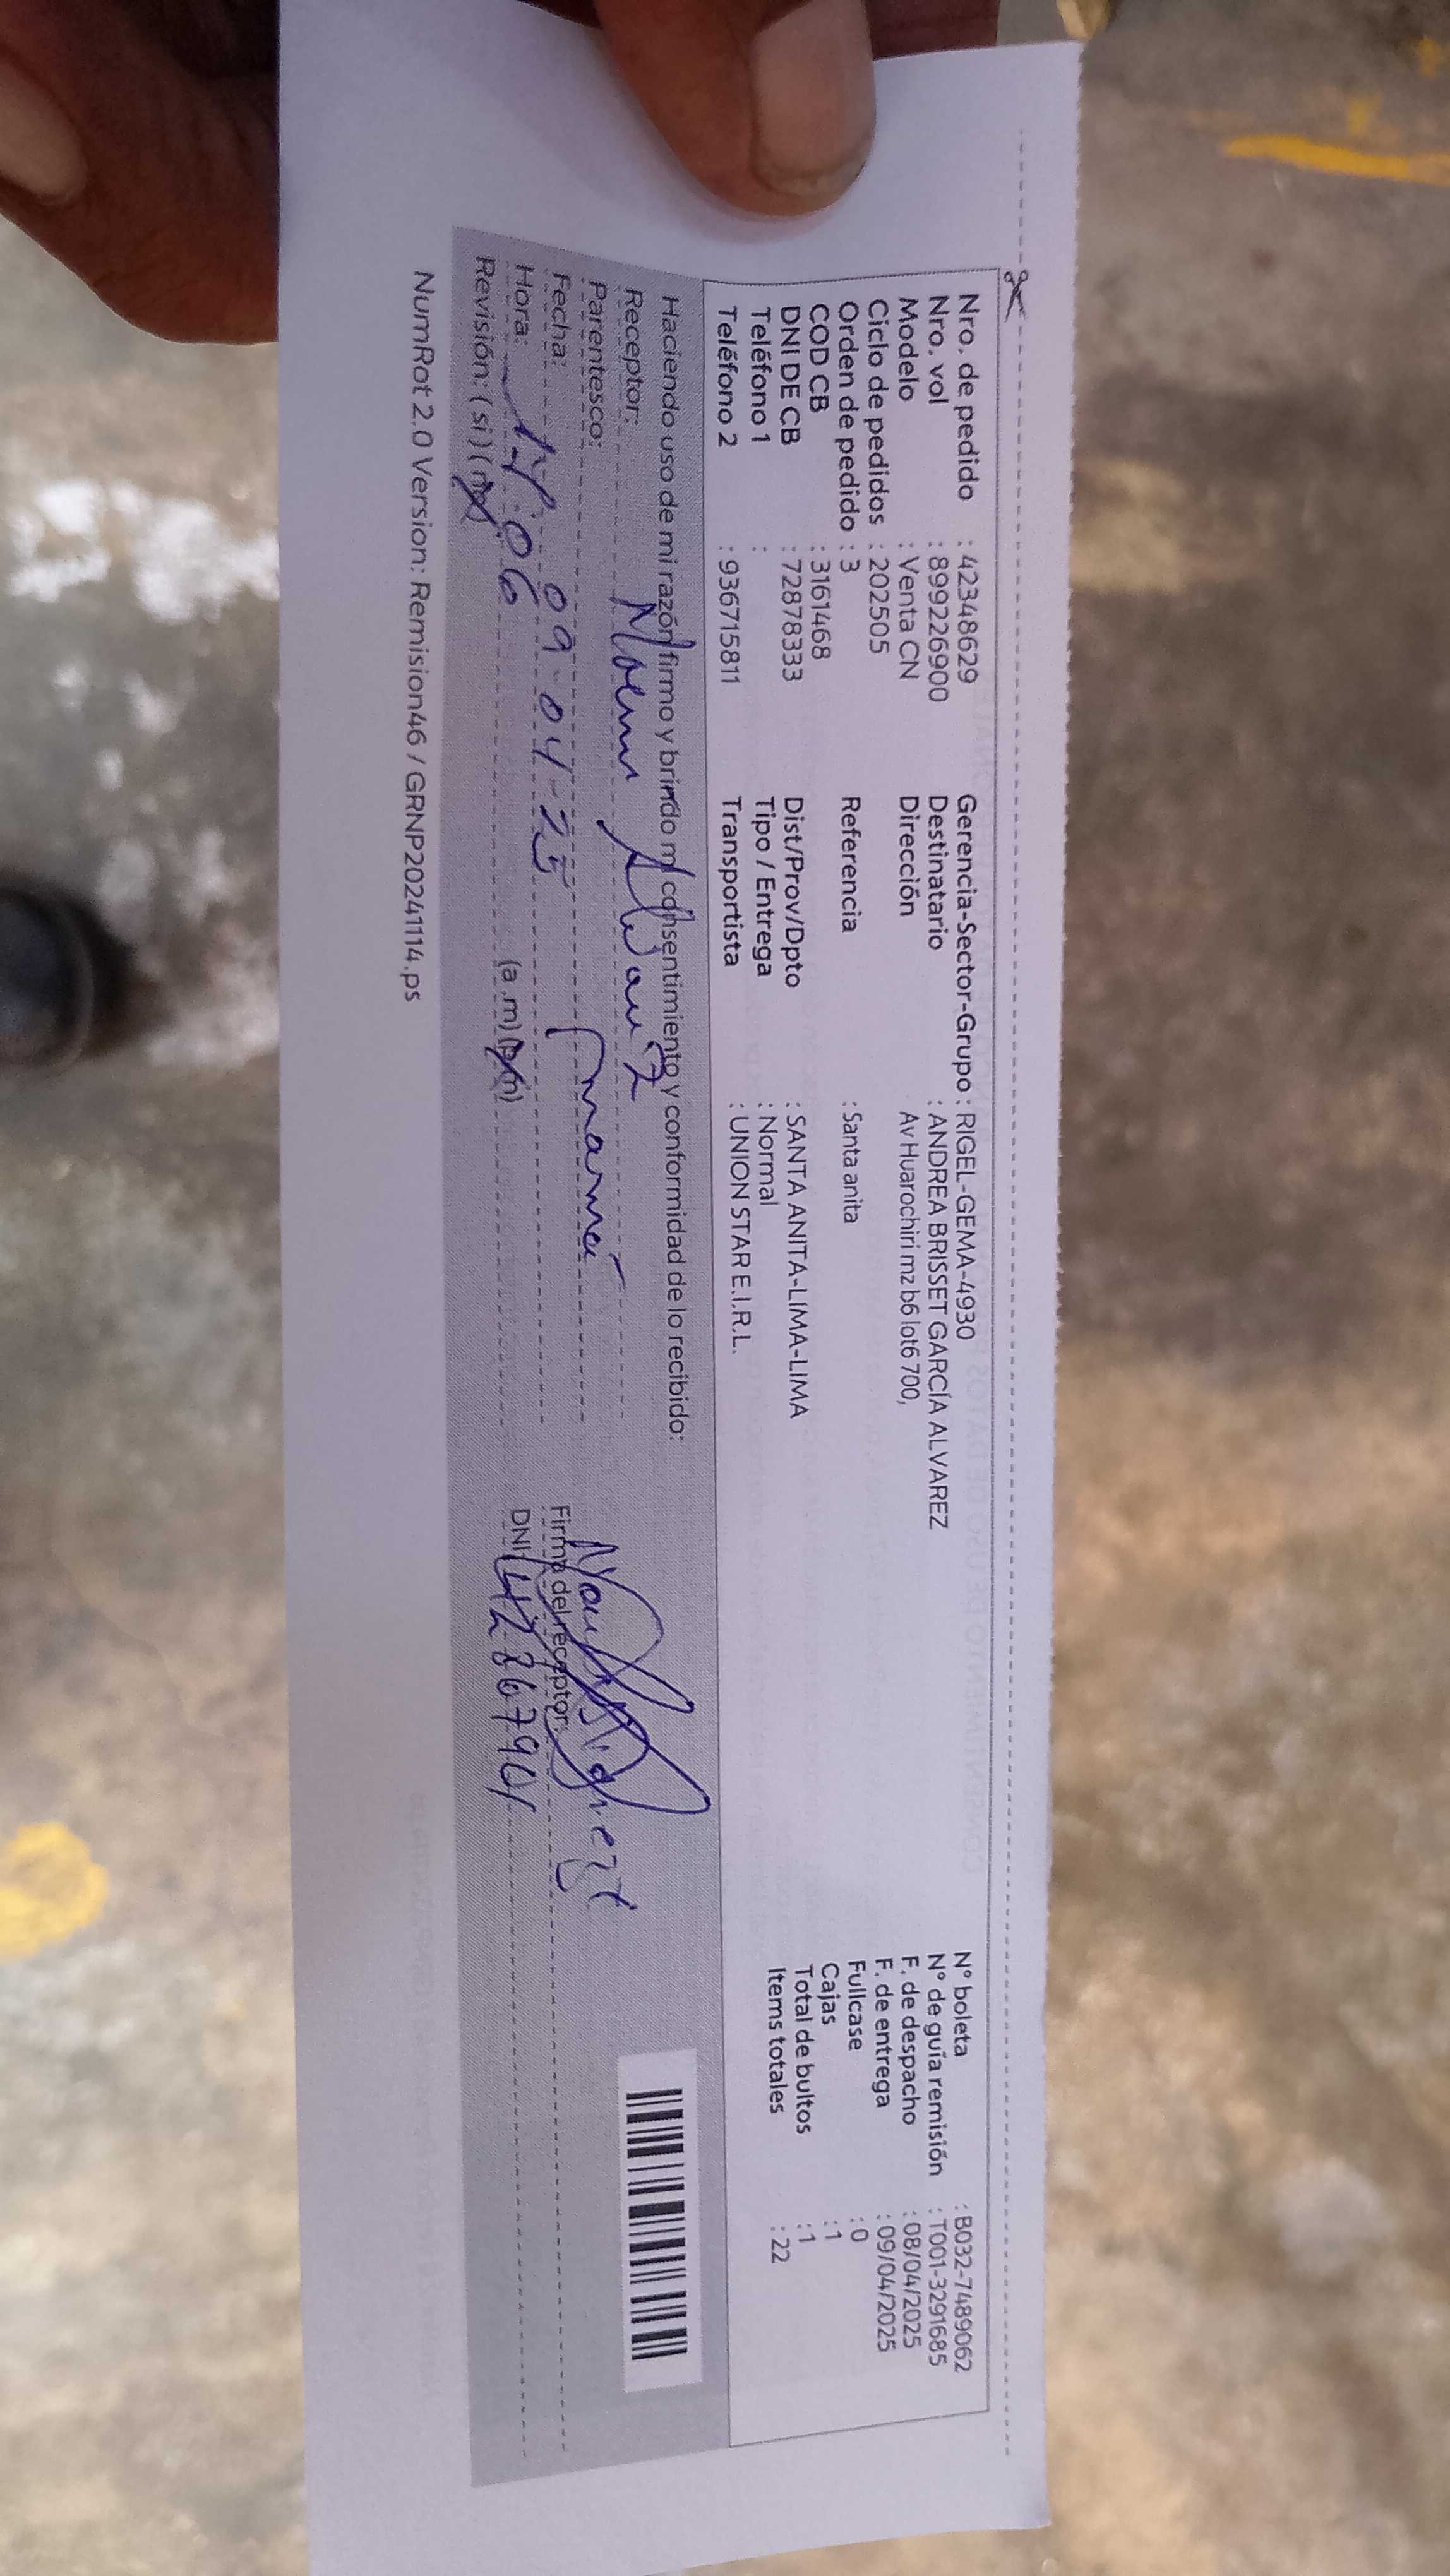 Nro. de pedido : 42348629
Nro. vol : 899226900
Modelo : Venta CN
Ciclo de pedidos : 202505
Orden de pedido : 3
COD CB : 3161468
DNI DE CB : 72878333
Teléfono 1 :
Teléfono 2 : 936715811
Gerencia-Sector-Grupo : RIGEL-GEMA-4930
Destinatario : ANDREA BRISSET GARCÍA ALVAREZ
Dirección Av Huarochiri mz b6 lot6 700,
Referencia : Santa anita
Dist/Prov/Dpto : SANTA ANITA-LIMA-LIMA
Tipo / Entrega : Normal
Transportista : UNION STAR E.I.R.L.
N° boleta : B032-7489062
N° de guía remisión : T001-3291685
F. de despacho : 08/04/2025
F. de entrega : 09/04/2025
Fullcase : 0
Cajas : 1
Total de bultos : 1
Items totales : 22
Haciendo uso de mi razón firmo y brindo mi consentimiento y conformidad de lo recibido:
Receptor:
Parentesco: mamá
Fecha: 09-04-25
Hora: (a.m) (p.m)
Revisión: (si) (no)
Firma del receptor:
DNI
NumRot 2.0 Version: Remision46 / GRNP20241114.ps